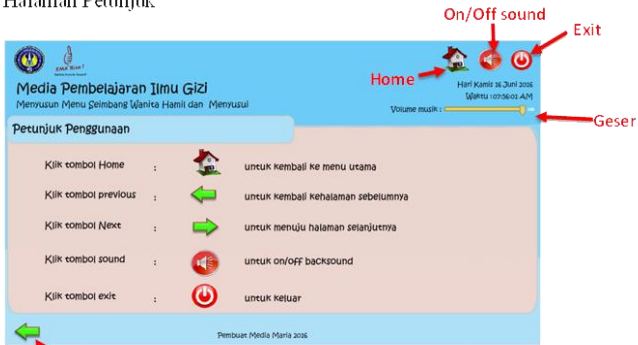 Halaman Petunjuk
On/Off sound
Exit
Home
Geser
Media Pembelajaran Ilmu Gizi
Menyusun Menu Seimbang Wanita Hamil dan Menyusui
Hari Kamis 16 Juni 2016
Waktu : 07:56:01 AM
Volume musik :
Petunjuk Penggunaan
Klik tombol Home : untuk kembali ke menu utama
Klik tombol previous : untuk kembali kehalaman sebelumnya
Klik tombol Next : untuk menuju halaman selanjutnya
Klik tombol sound : untuk on/off backsound
Klik tombol exit : untuk keluar
Pembuat Media Maria 2016